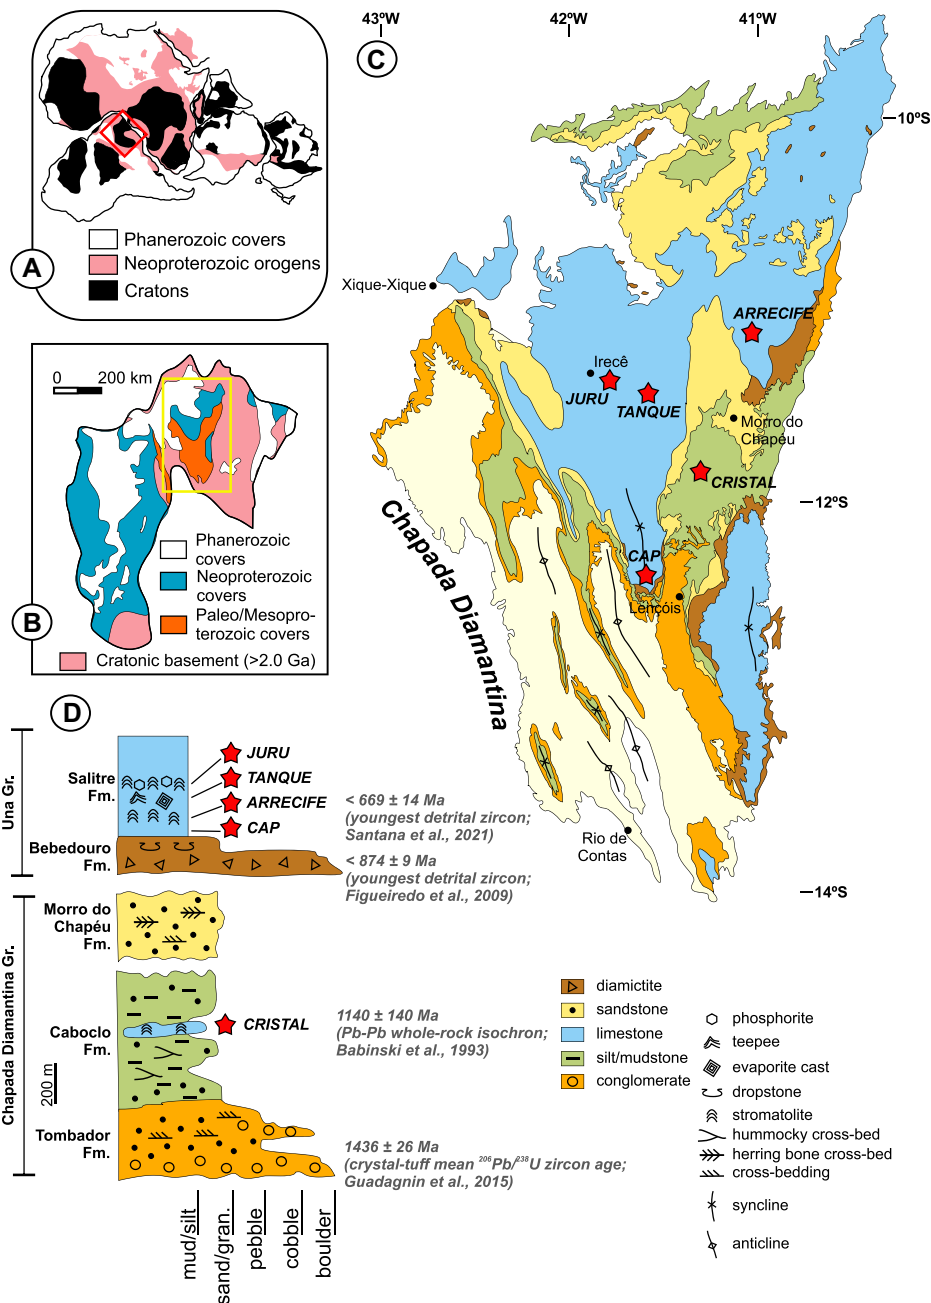 43ºW
42ºW
41ºW
C
10ºS
Phanerozoic covers
Neoproterozoic orogens
Cratons
A
Xique-Xique
ARRECIFE
Irecê
JURU
TANQUE
Morro do
Chapéu
CRISTAL
12ºS
CAP
Lençóis
Chapada Diamantina
Rio de
Contas
14ºS
0 200 km
Phanerozoic
covers
Neoproterozoic
covers
Paleo/Mesopro-
terozoic covers
Cratonic basement (>2.0 Ga)
B
D
Una Gr.
Salitre
Fm.
JURU
TANQUE
ARRECIFE
CAP
< 669 ± 14 Ma
(youngest detrital zircon;
Santana et al., 2021)
Bebedouro
Fm.
< 874 ± 9 Ma
(youngest detrital zircon;
Figueiredo et al., 2009)
Chapada Diamantina Gr.
Morro do
Chapéu
Fm.
Caboclo
Fm.
CRISTAL
1140 ± 140 Ma
(Pb-Pb whole-rock isochron;
Babinski et al., 1993)
200 m
Tombador
Fm.
1436 ± 26 Ma
(crystal-tuff mean ²⁰⁶Pb/²³⁸U zircon age;
Guadagnin et al., 2015)
mud/silt
sand/gran.
pebble
cobble
boulder
diamictite
sandstone
limestone
silt/mudstone
conglomerate
phosphorite
teepee
evaporite cast
dropstone
stromatolite
hummocky cross-bed
herring bone cross-bed
cross-bedding
syncline
anticline